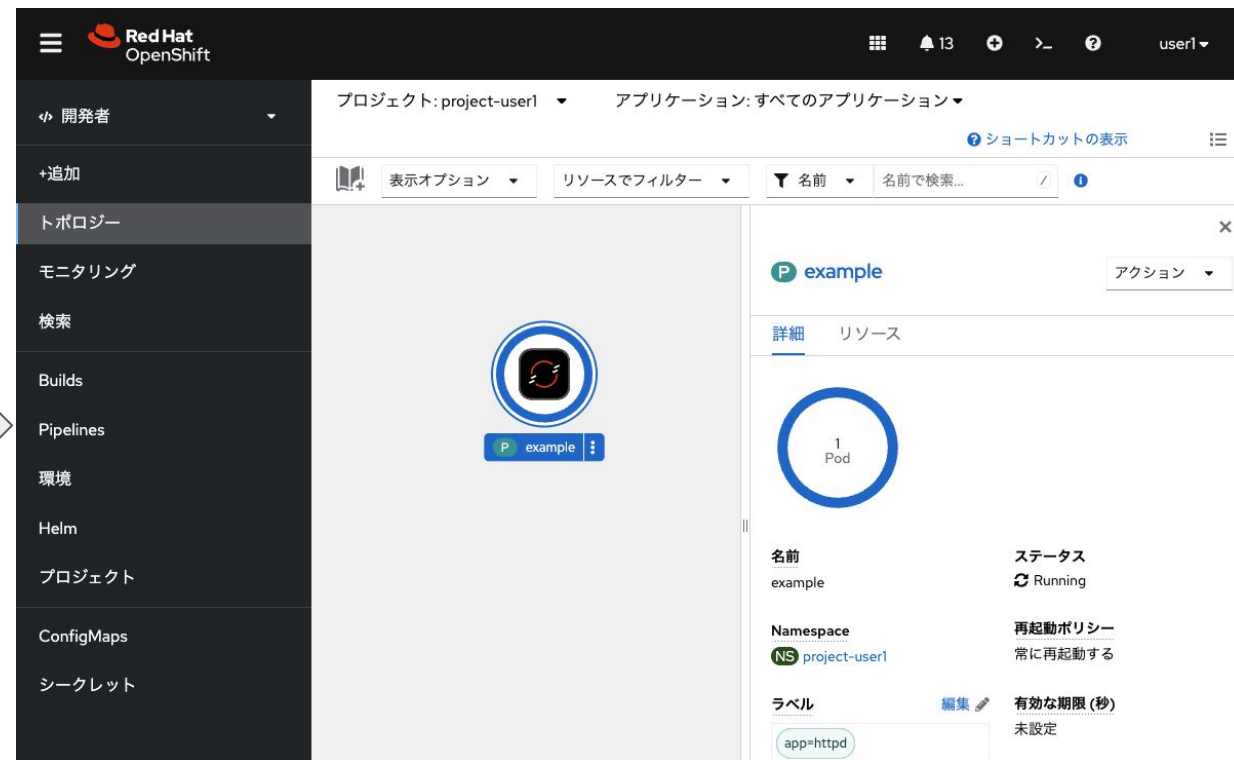 Red Hat
OpenShift
13
user1
開発者
プロジェクト: project-user1
アプリケーション: すべてのアプリケーション
ショートカットの表示
+追加
トポロジー
モニタリング
検索
Builds
Pipelines
環境
Helm
プロジェクト
ConfigMaps
シークレット
表示オプション
リソースでフィルター
名前
名前で検索...
/
P example
P example
アクション
詳細
リソース
1
Pod
名前
example
ステータス
Running
Namespace
NS project-user1
再起動ポリシー
常に再起動する
ラベル
編集
app=httpd
有効な期限 (秒)
未設定